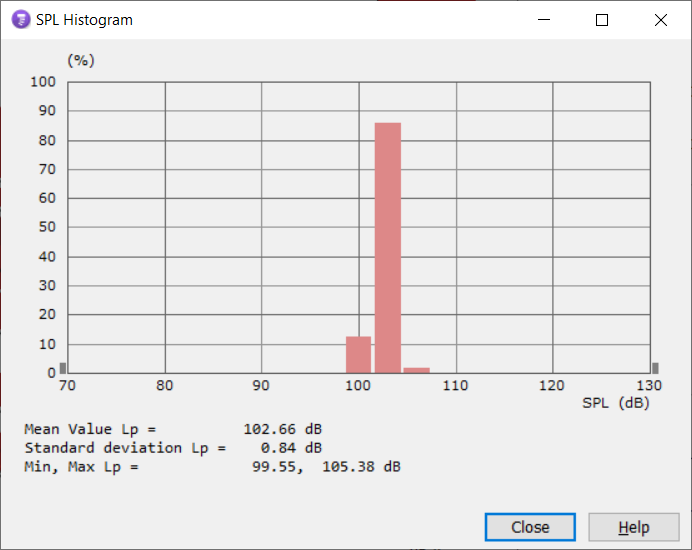 SPL Histogram
(%)
100
90
80
70
60
50
40
30
20
10
0
70 80 90 100 110 120 130
SPL (dB)
Mean Value Lp = 102.66 dB
Standard deviation Lp = 0.84 dB
Min, Max Lp = 99.55, 105.38 dB
Close Help